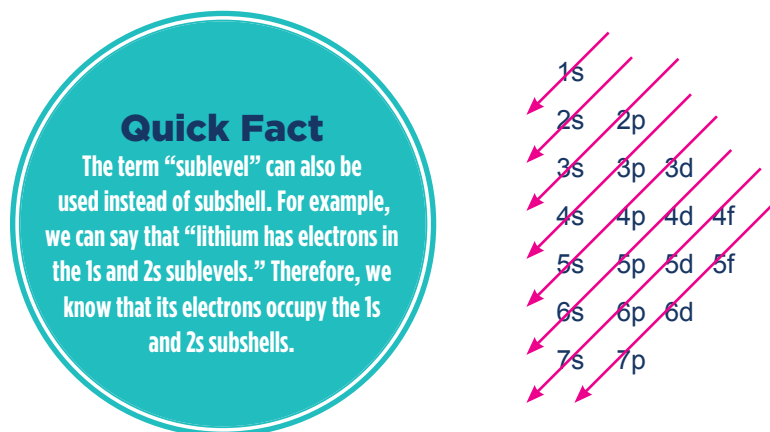 Quick Fact
The term “sublevel” can also be
used instead of subshell. For example,
we can say that “lithium has electrons in
the 1s and 2s sublevels.” Therefore, we
know that its electrons occupy the 1s
and 2s subshells.
1s
2s 2p
3s 3p 3d
4s 4p 4d 4f
5s 5p 5d 5f
6s 6p 6d
7s 7p